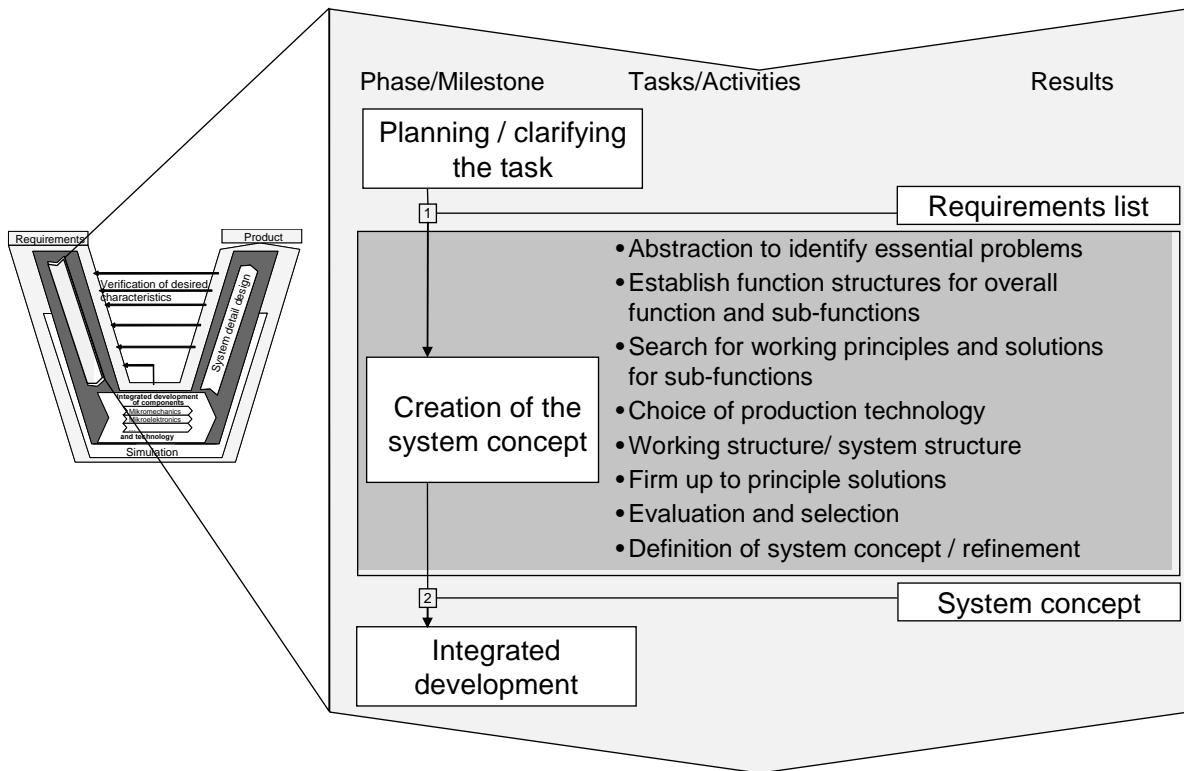 Phase/Milestone
Tasks/Activities
Results
Planning / clarifying
the task
1
Requirements list
• Abstraction to identify essential problems
• Establish function structures for overall
function and sub-functions
• Search for working principles and solutions
for sub-functions
• Choice of production technology
• Working structure/ system structure
• Firm up to principle solutions
• Evaluation and selection
• Definition of system concept / refinement
Creation of the
system concept
2
System concept
Integrated
development
Requirements
Product
Verification of desired
characteristics
System detail design
Integrated development
of components
Mikromechanics
Mikroelektronics
....
and technology
Simulation